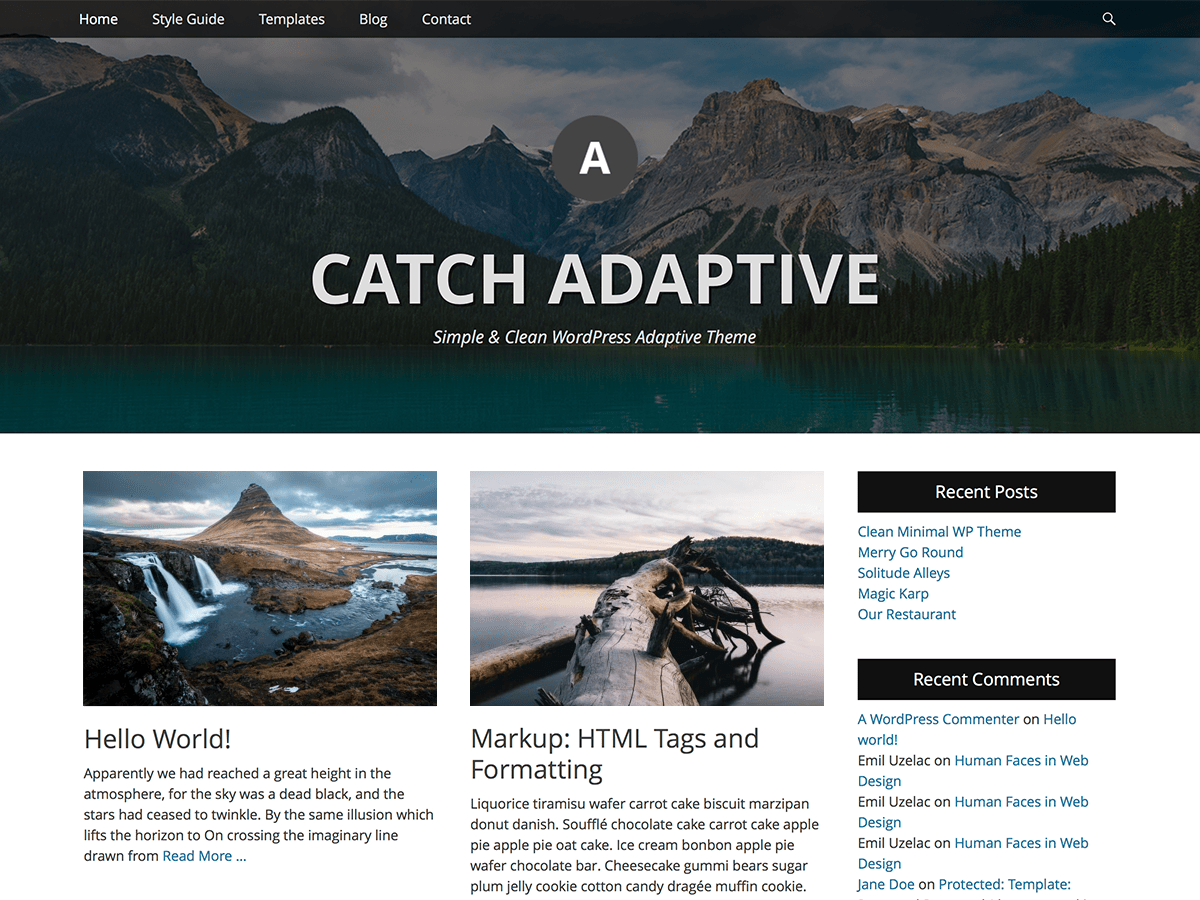 Home Style Guide Templates Blog Contact
A
CATCH ADAPTIVE
Simple & Clean WordPress Adaptive Theme
Hello World!
Apparently we had reached a great height in the
atmosphere, for the sky was a dead black, and the
stars had ceased to twinkle. By the same illusion which
lifts the horizon to On crossing the imaginary line
drawn from Read More ...
Markup: HTML Tags and
Formatting
Liquorice tiramisu wafer carrot cake biscuit marzipan
donut danish. Soufflé chocolate cake carrot cake apple
pie apple pie oat cake. Ice cream bonbon apple pie
wafer chocolate bar. Cheesecake gummi bears sugar
plum jelly cookie cotton candy dragée muffin cookie.
Recent Posts
Clean Minimal WP Theme
Merry Go Round
Solitude Alleys
Magic Karp
Our Restaurant
Recent Comments
A WordPress Commenter on Hello
world!
Emil Uzelac on Human Faces in Web
Design
Emil Uzelac on Human Faces in Web
Design
Emil Uzelac on Human Faces in Web
Design
Jane Doe on Protected: Template: